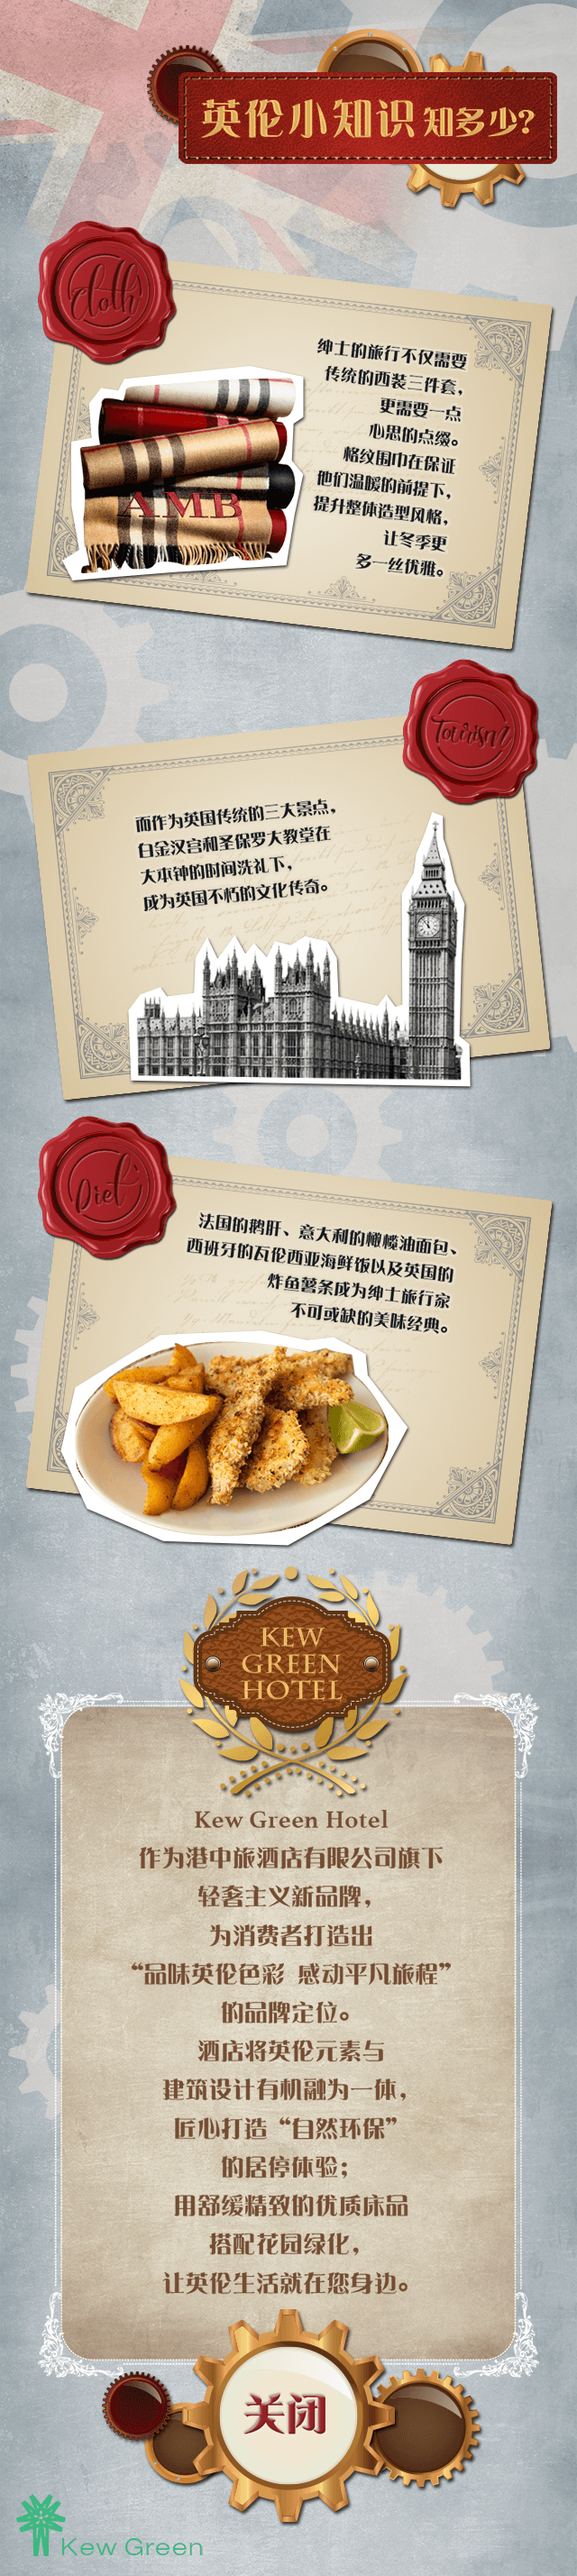 英伦小知识 知多少?
Cloth
绅士的旅行不仅需要
传统的西装三件套，
更需要一点
心思的点缀。
格纹围巾在保证
他们温暖的前提下，
提升整体造型风格，
让冬季更
多一丝优雅。
AMB
Tourism
而作为英国传统的三大景点，
白金汉宫和圣保罗大教堂在
大本钟的时间洗礼下，
成为英国不朽的文化传奇。
Diet
法国的鹅肝、意大利的橄榄油面包、
西班牙的瓦伦西亚海鲜饭以及英国的
炸鱼薯条成为绅士旅行家
不可或缺的美味经典。
KEW
GREEN
HOTEL
Kew Green Hotel
作为港中旅酒店有限公司旗下
轻奢主义新品牌，
为消费者打造出
“品味英伦色彩 感动平凡旅程”
的品牌定位。
酒店将英伦元素与
建筑设计有机融为一体，
匠心打造“自然环保”
的居停体验；
用舒缓精致的优质床品
搭配花园绿化，
让英伦生活就在您身边。
关闭
Kew Green